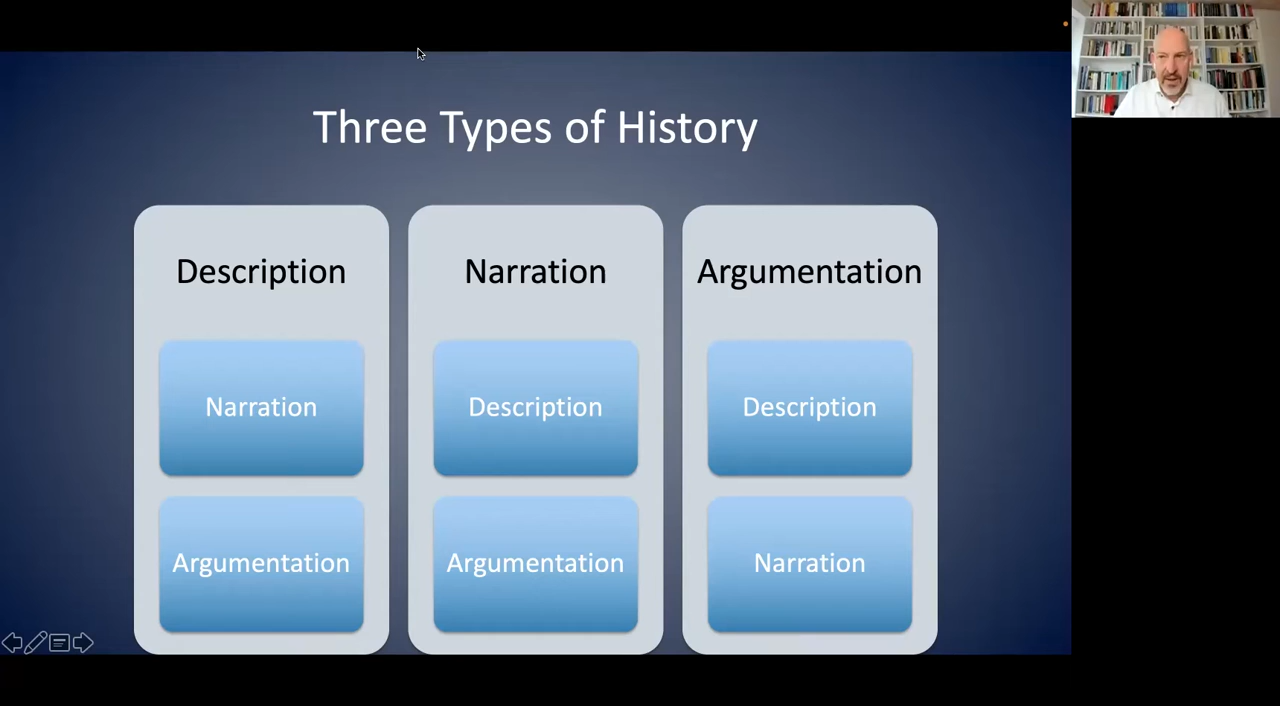 Three Types of History
Description
Narration
Argumentation
Narration
Description
Argumentation
Argumentation
Description
Narration